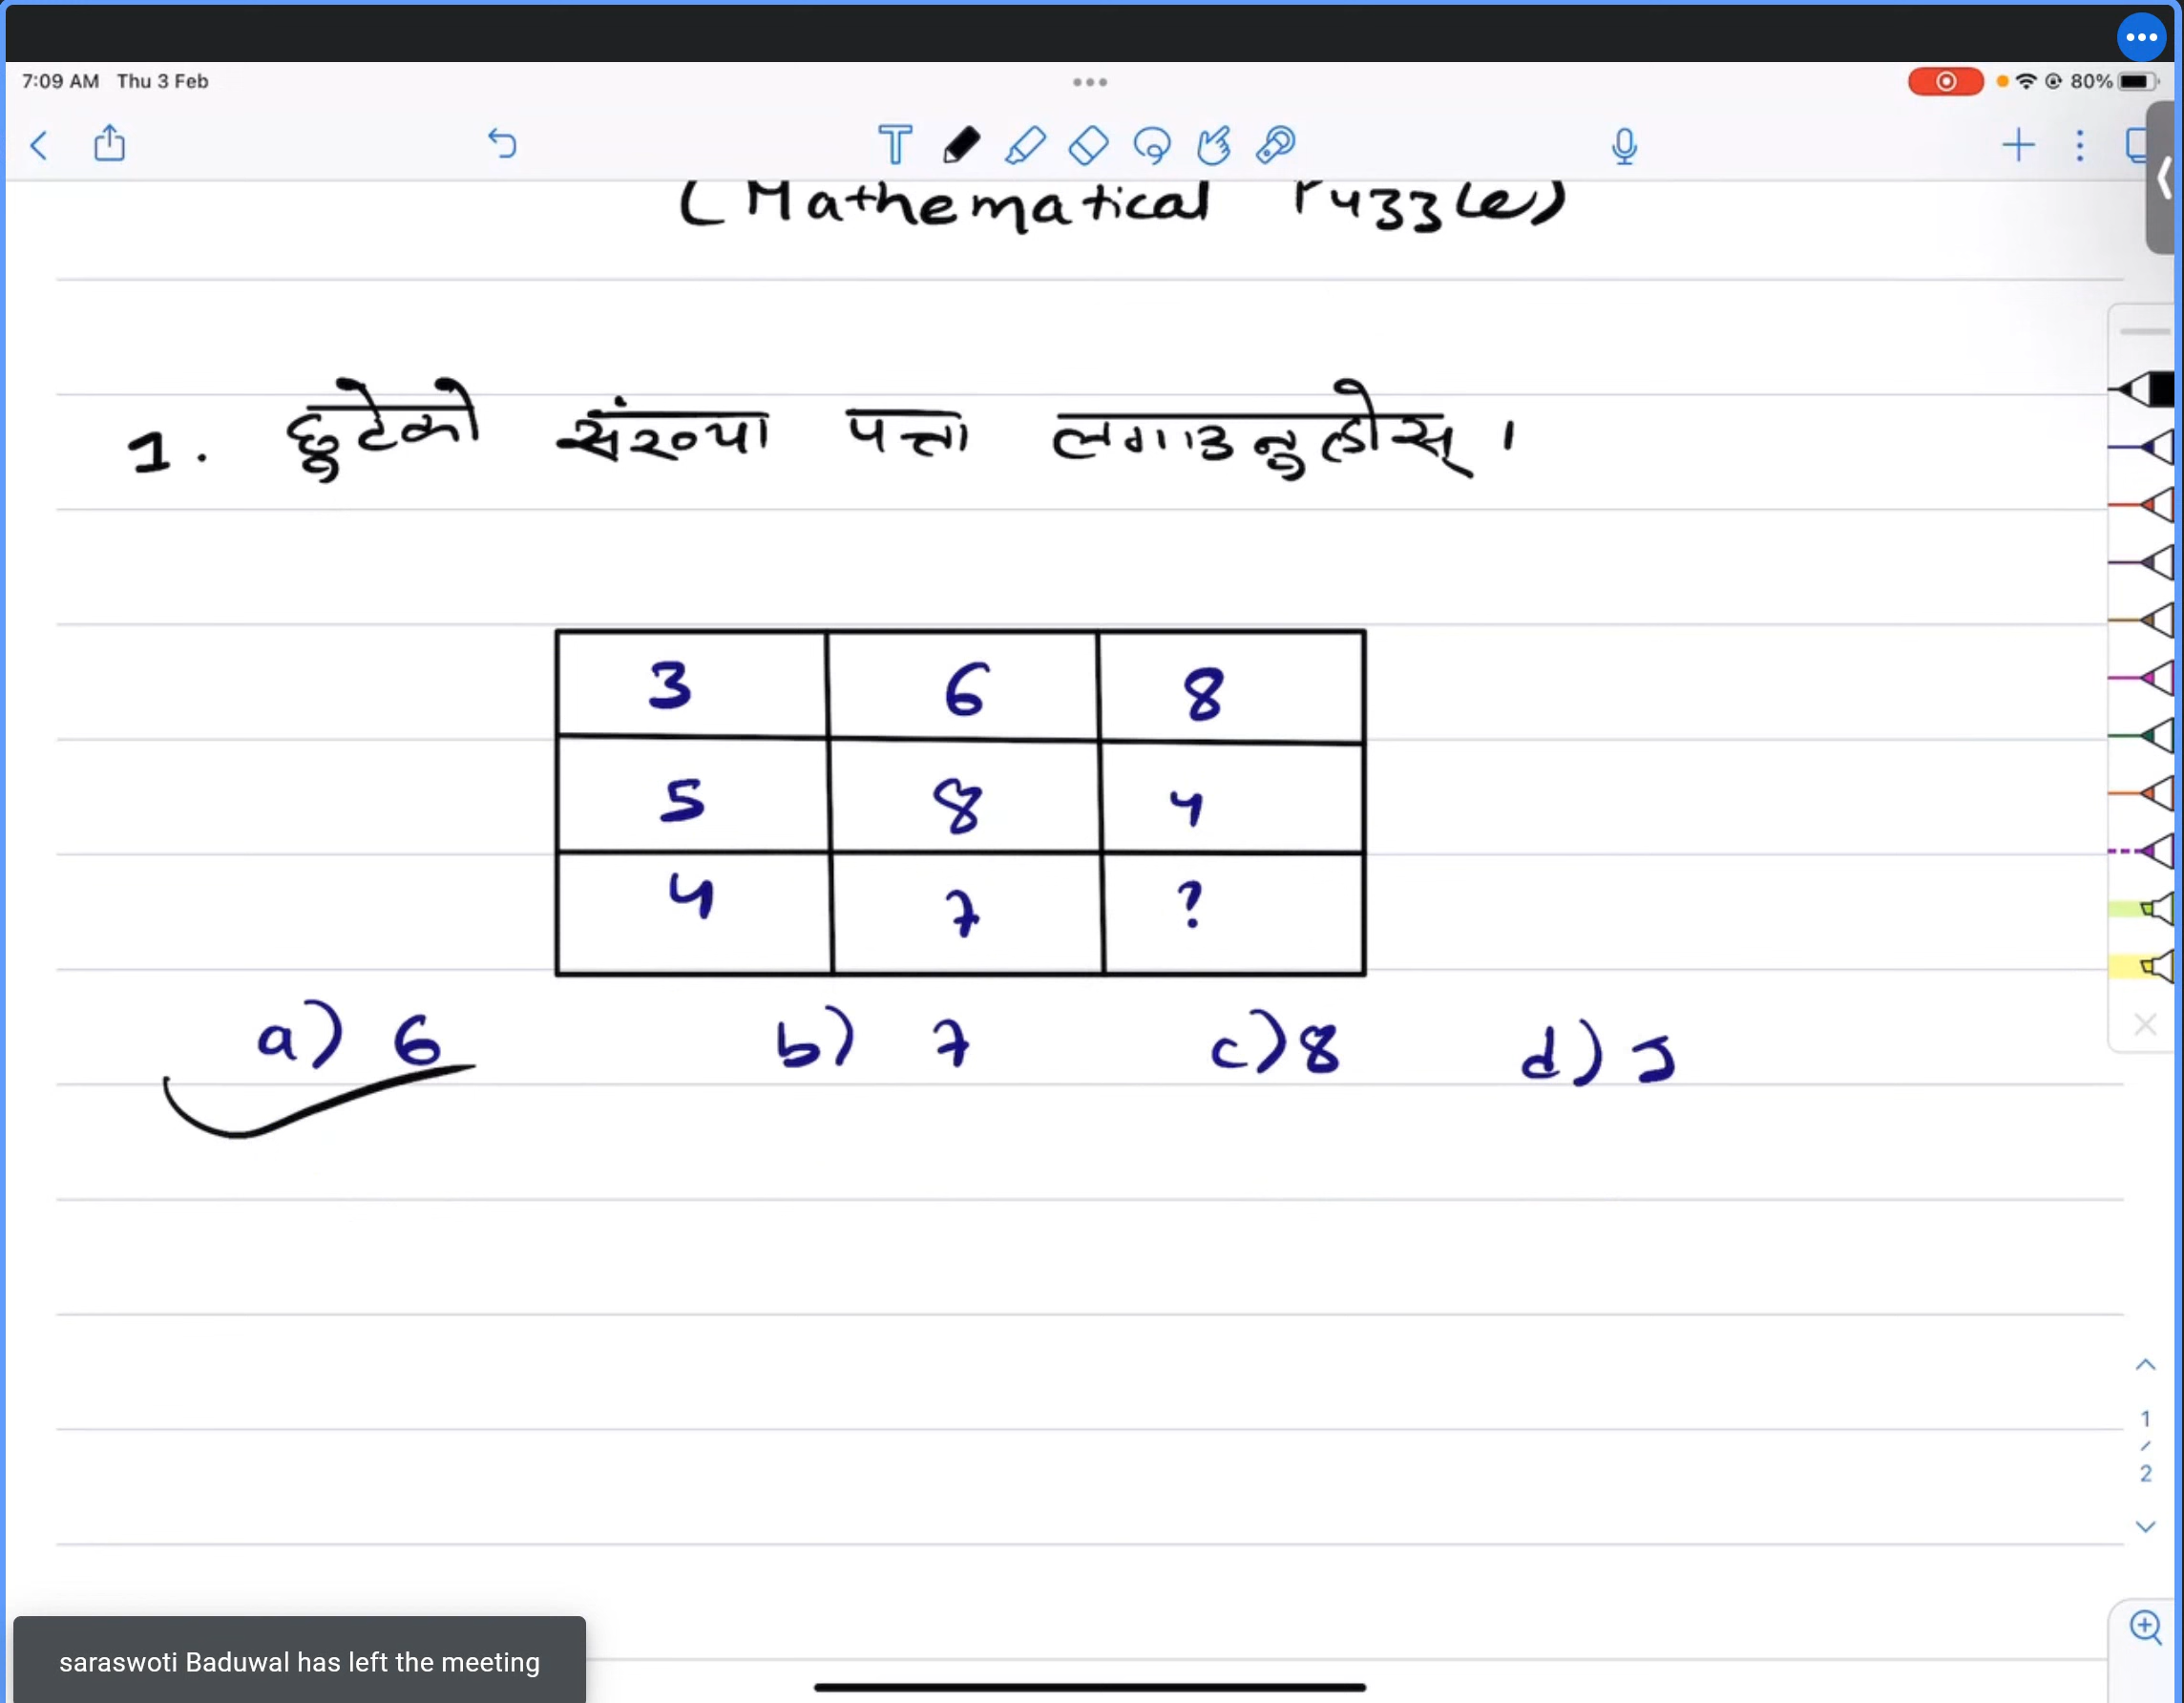 7:09 AM Thu 3 Feb
80%
T
(Mathematical Puzzle)
1. छुटेको संख्या पत्ता लगाउनुहोस् ।
3 6 8
5 8 4
4 7 ?
a) 6 b) 7 c) 8 d) 5
1
/
2
saraswoti Baduwal has left the meeting